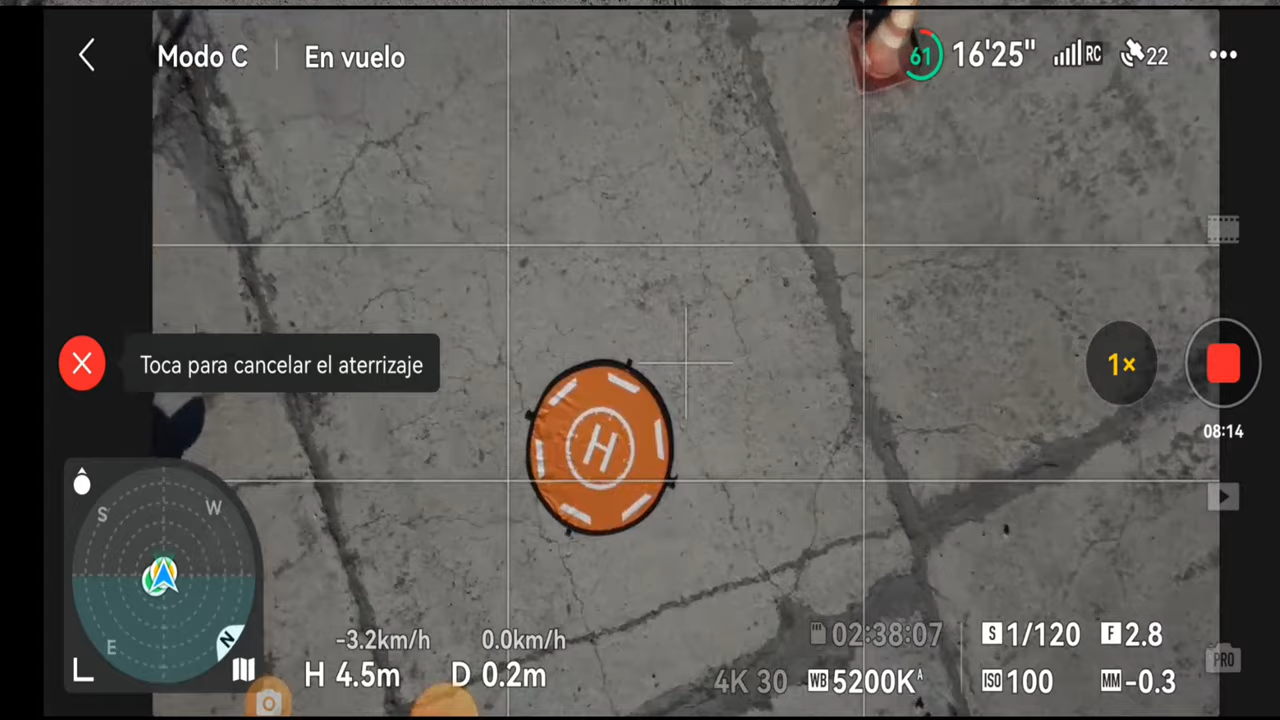 Modo C | En vuelo
61 16'25" RC 22 •••
Toca para cancelar el aterrizaje
H
1×
08:14
S W
E N
-3.2km/h 0.0km/h
H 4.5m D 0.2m
02:38:07
S 1/120 F 2.8
4K 30 WB 5200K A
ISO 100 MM -0.3
PRO